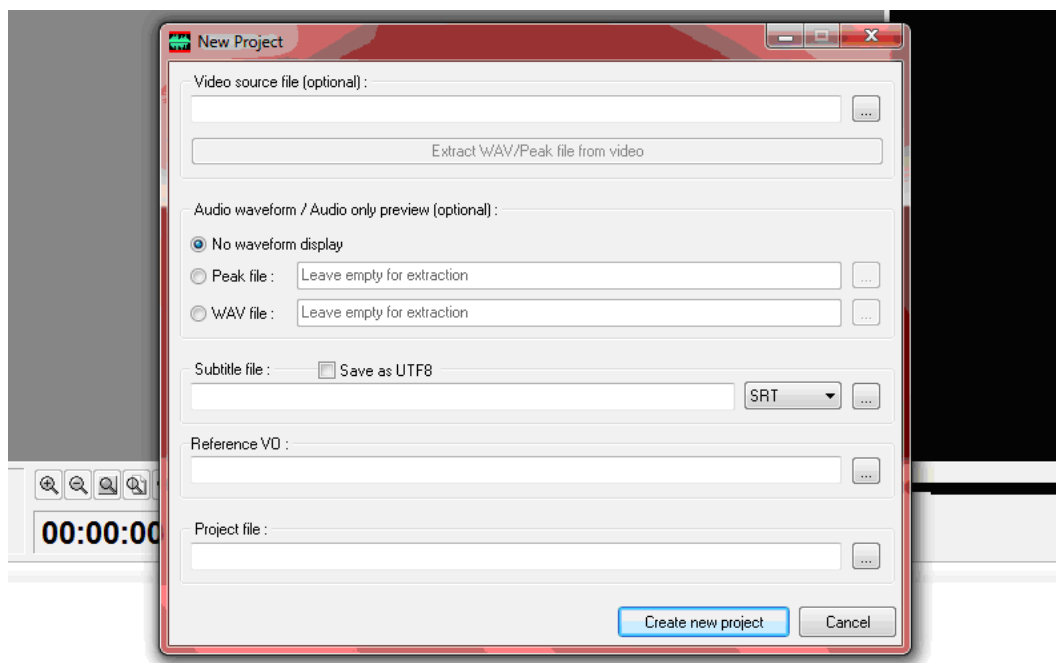 New Project
Video source file (optional) :
...
Extract WAV/Peak file from video
Audio waveform / Audio only preview (optional) :
No waveform display
Peak file : Leave empty for extraction ...
WAV file : Leave empty for extraction ...
Subtitle file : Save as UTF8
SRT ...
Reference VO :
...
00:00:00
Project file :
...
Create new project Cancel